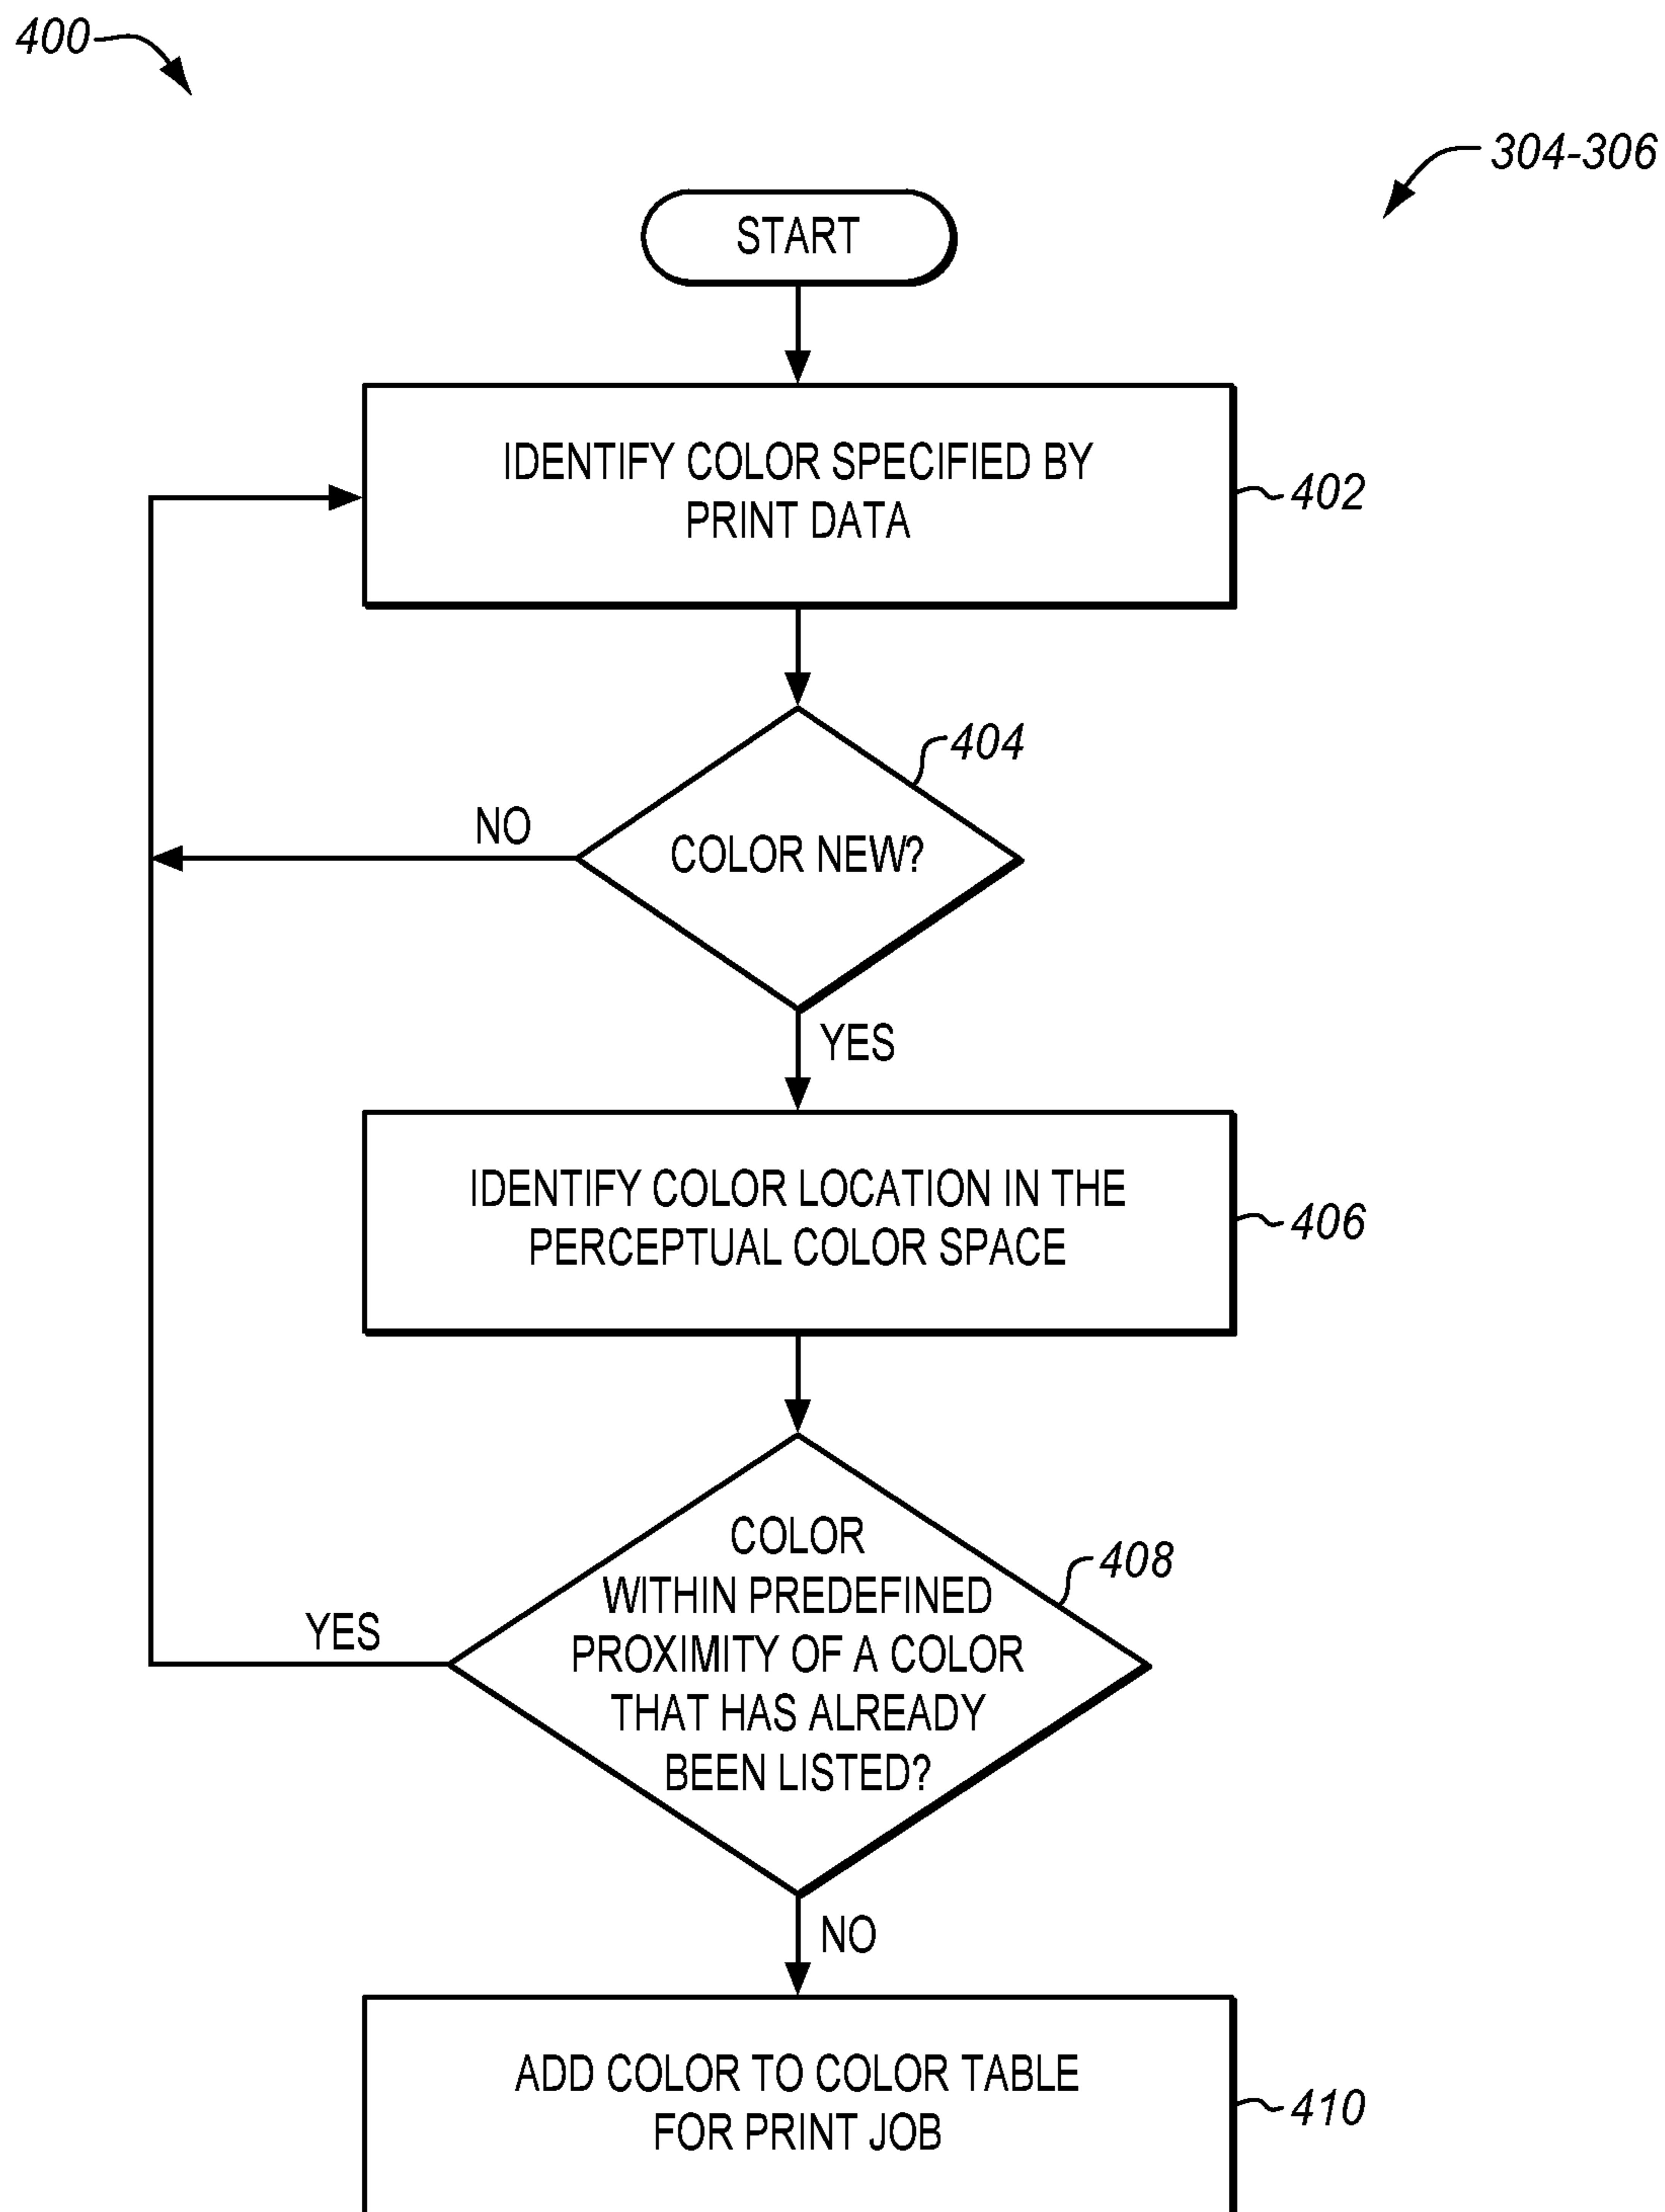 400
304-306
START
IDENTIFY COLOR SPECIFIED BY
PRINT DATA
402
404
NO
COLOR NEW?
YES
IDENTIFY COLOR LOCATION IN THE
PERCEPTUAL COLOR SPACE
406
COLOR
WITHIN PREDEFINED
PROXIMITY OF A COLOR
THAT HAS ALREADY
BEEN LISTED?
408
YES
NO
ADD COLOR TO COLOR TABLE
FOR PRINT JOB
410